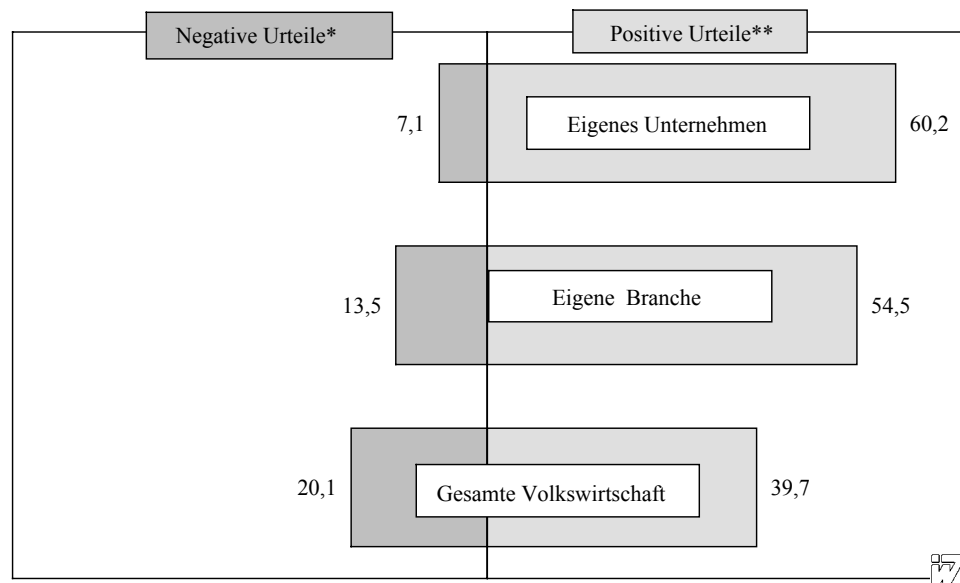 Negative Urteile*
Positive Urteile**
7,1
Eigenes Unternehmen
60,2
13,5
Eigene Branche
54,5
20,1
Gesamte Volkswirtschaft
39,7